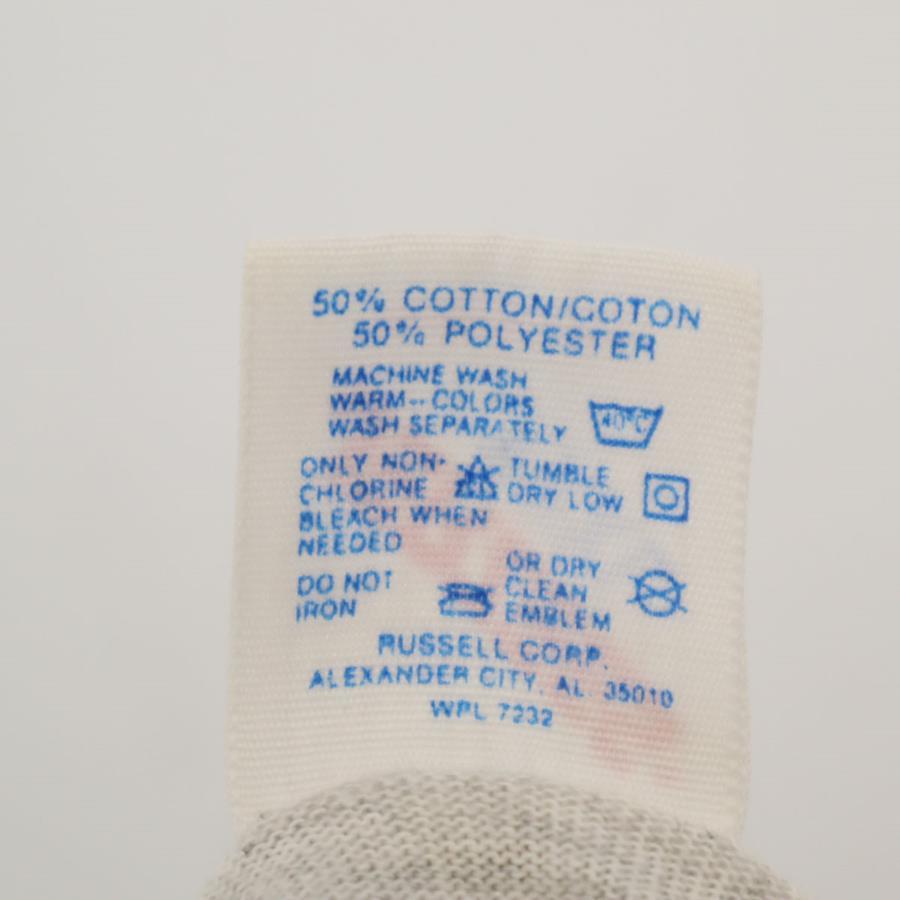 50% COTTON/COTON
50% POLYESTER
MACHINE WASH
WARM--COLORS
WASH SEPARATELY
40°C
ONLY NON-
CHLORINE
BLEACH WHEN
NEEDED
TUMBLE
DRY LOW
DO NOT
IRON
OR DRY
CLEAN
EMBLEM
RUSSELL CORP.
ALEXANDER CITY, AL. 35010
WPL 7232